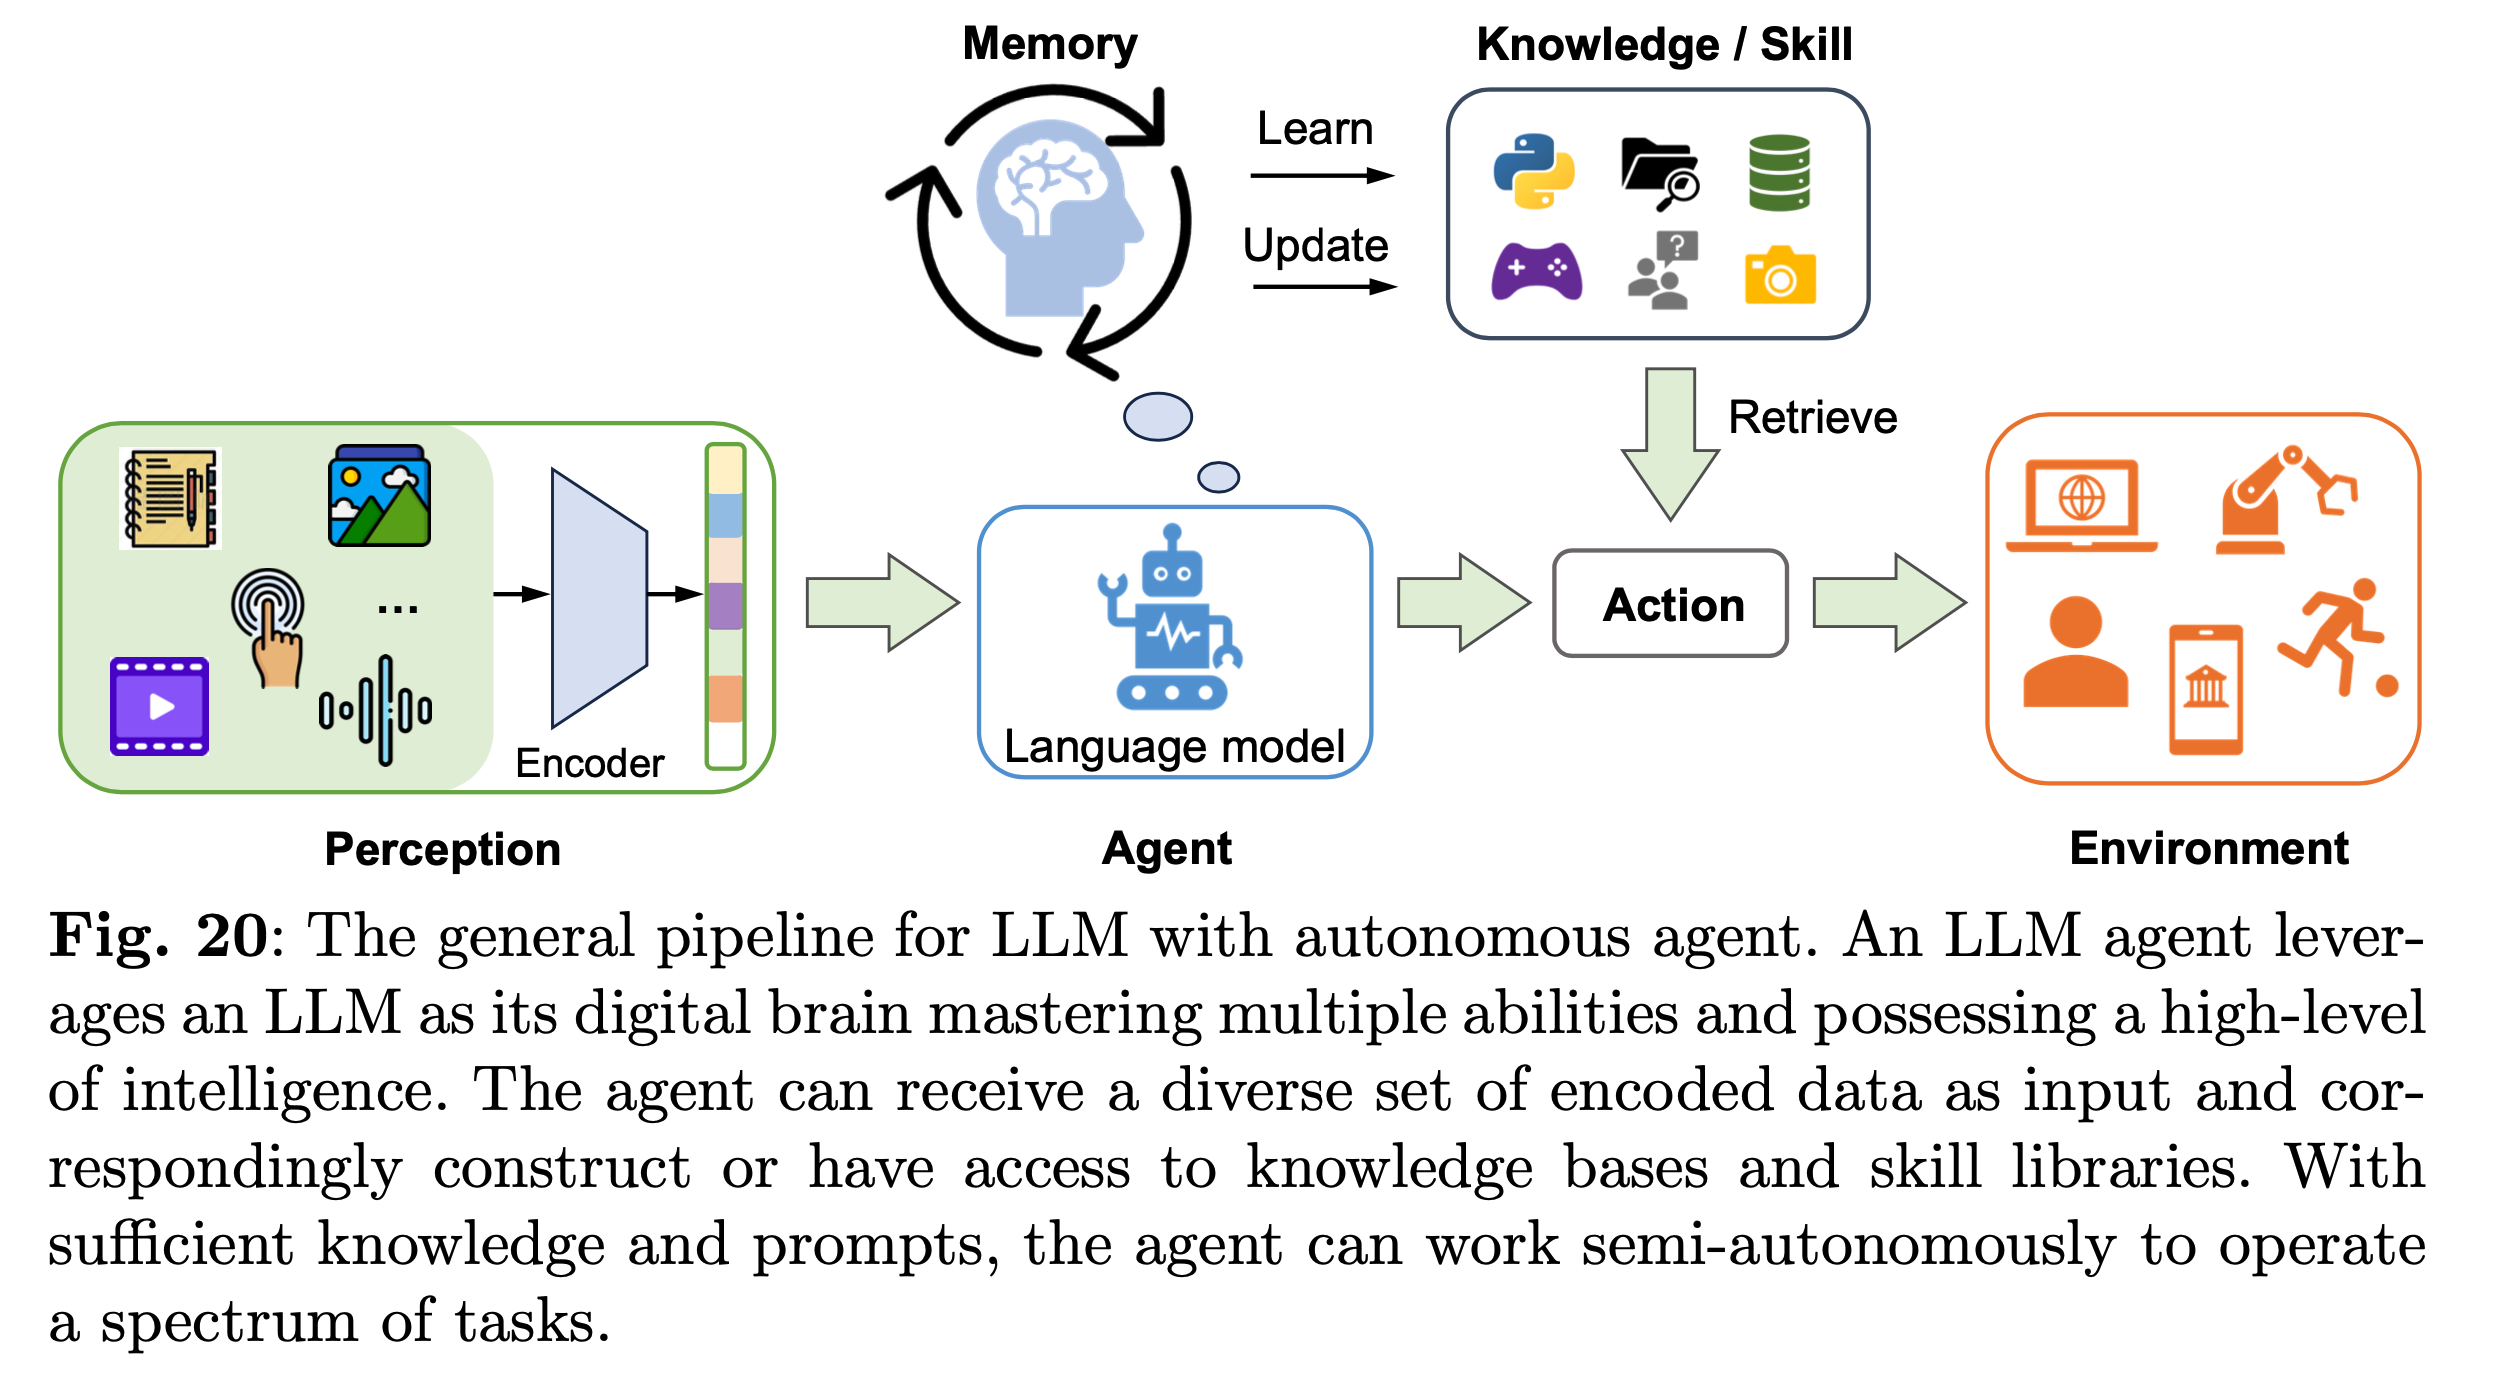 Memory
Knowledge / Skill
Learn
Update
?
Retrieve
...
Encoder
Language model
Action
Perception
Agent
Environment
Fig. 20: The general pipeline for LLM with autonomous agent. An LLM agent lever-
ages an LLM as its digital brain mastering multiple abilities and possessing a high-level
of intelligence. The agent can receive a diverse set of encoded data as input and cor-
respondingly construct or have access to knowledge bases and skill libraries. With
sufficient knowledge and prompts, the agent can work semi-autonomously to operate
a spectrum of tasks.